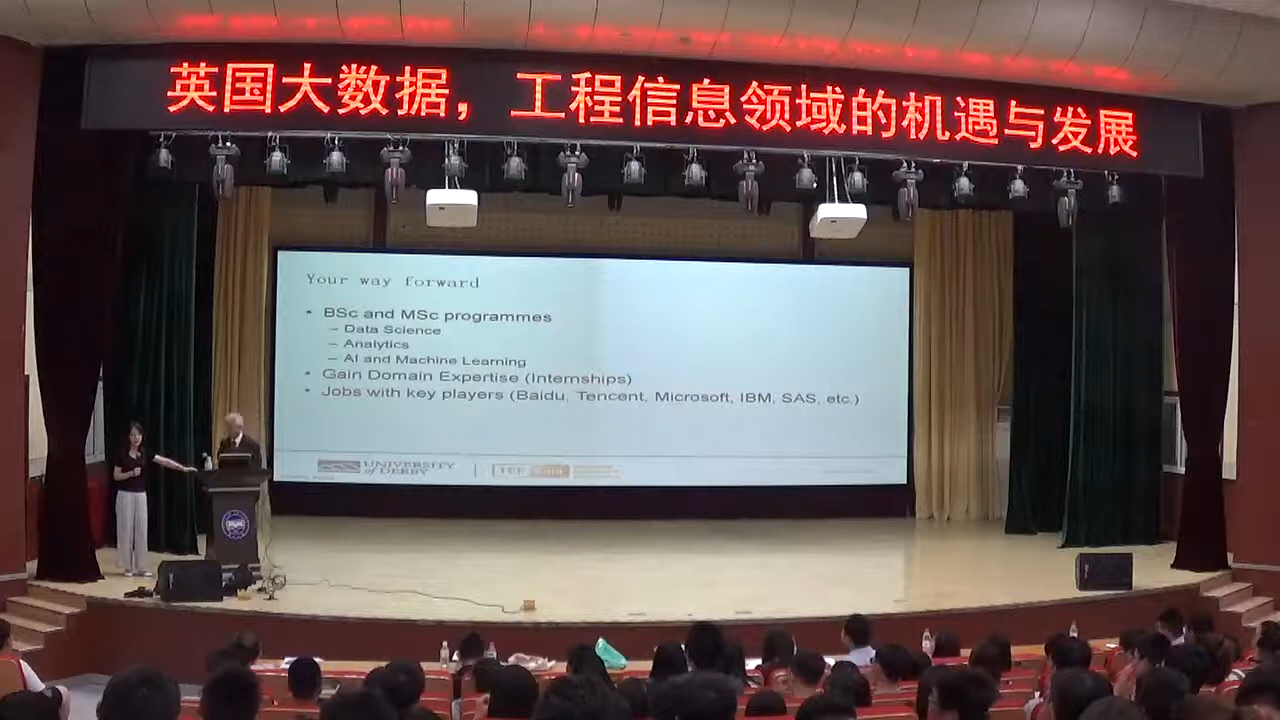 英国大数据，工程信息领域的机遇与发展
Your way forward
• BSc and MSc programmes
– Data Science
– Analytics
– AI and Machine Learning
• Gain Domain Expertise (Internships)
• Jobs with key players (Baidu, Tencent, Microsoft, IBM, SAS, etc.)
UNIVERSITY
of DERBY
TEF Gold